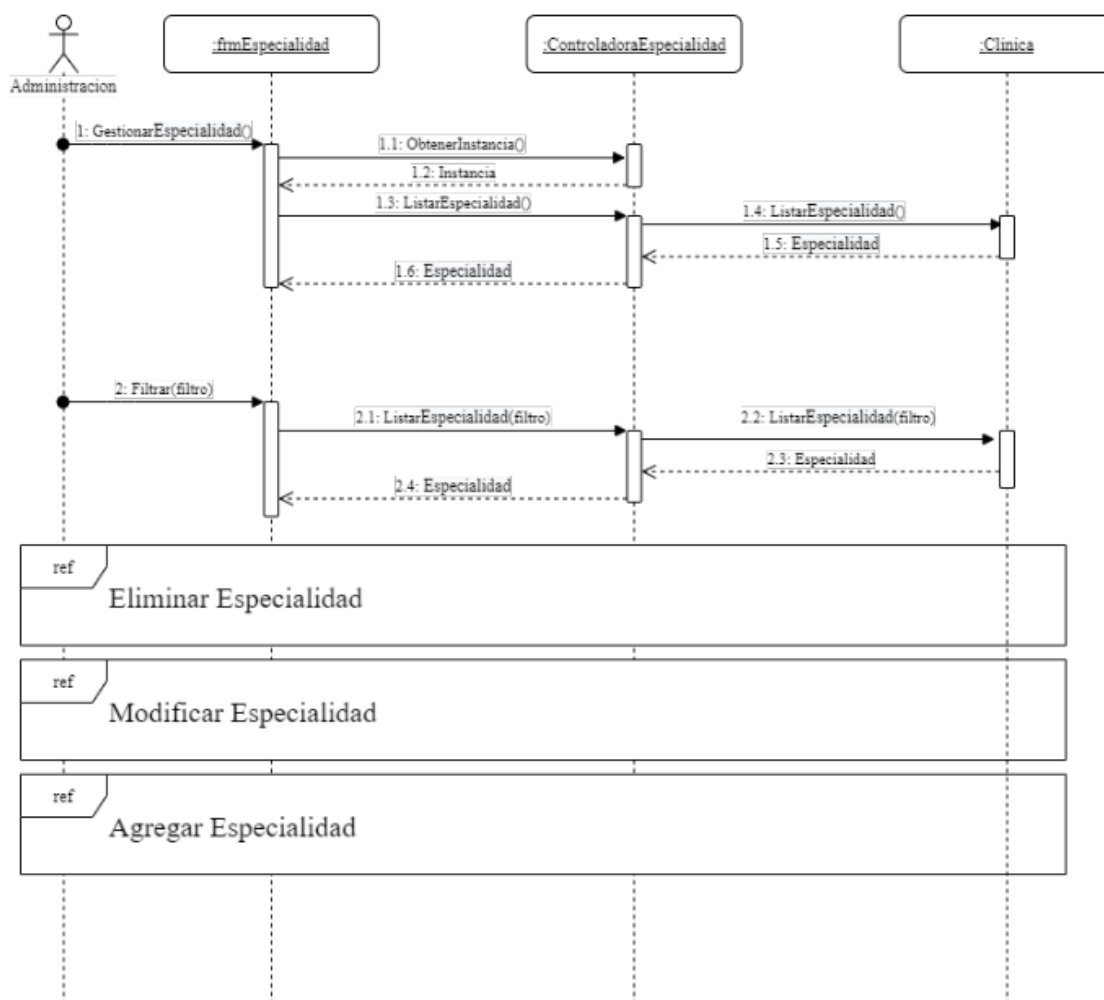 :frmEspecialidad
:ControladoraEspecialidad
:Clinica
Administracion
1: GestionarEspecialidad()
1.1: ObtenerInstancia()
1.2: Instancia
1.3: ListarEspecialidad()
1.4: ListarEspecialidad()
1.5: Especialidad
1.6: Especialidad
2: Filtrar(filtro)
2.1: ListarEspecialidad(filtro)
2.2: ListarEspecialidad(filtro)
2.3: Especialidad
2.4: Especialidad
ref
Eliminar Especialidad
ref
Modificar Especialidad
ref
Agregar Especialidad